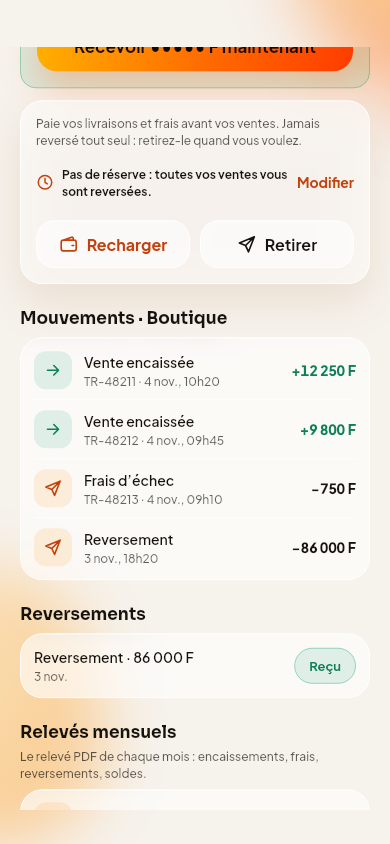 Recevoir ●●●●● F maintenant
Paie vos livraisons et frais avant vos ventes. Jamais
reversé tout seul : retirez-le quand vous voulez.
Pas de réserve : toutes vos ventes vous
sont reversées.
Modifier
Recharger
Retirer
Mouvements · Boutique
Vente encaissée
+12 250 F
TR-48211 · 4 nov., 10h20
Vente encaissée
+9 800 F
TR-48212 · 4 nov., 09h45
Frais d’échec
−750 F
TR-48213 · 4 nov., 09h10
Reversement
−86 000 F
3 nov., 18h20
Reversements
Reversement · 86 000 F
Reçu
3 nov.
Relevés mensuels
Le relevé PDF de chaque mois : encaissements, frais,
reversements, soldes.